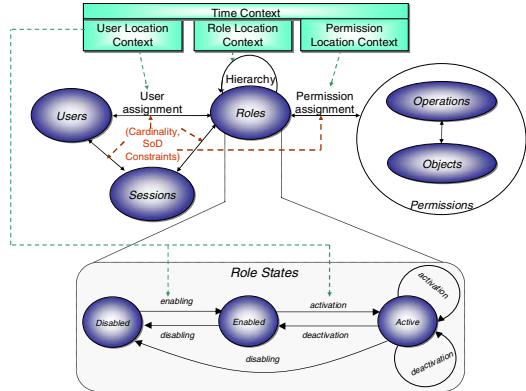 Time Context
User Location
Context
Role Location
Context
Permission
Location Context
Hierarchy
User
assignment
Permission
assignment
Users
Roles
Operations
(Cardinality,
SoD
Constraints)
Objects
Sessions
Permissions
Role States
enabling
activation
activation
Disabled
Enabled
Active
disabling
deactivation
deactivation
disabling